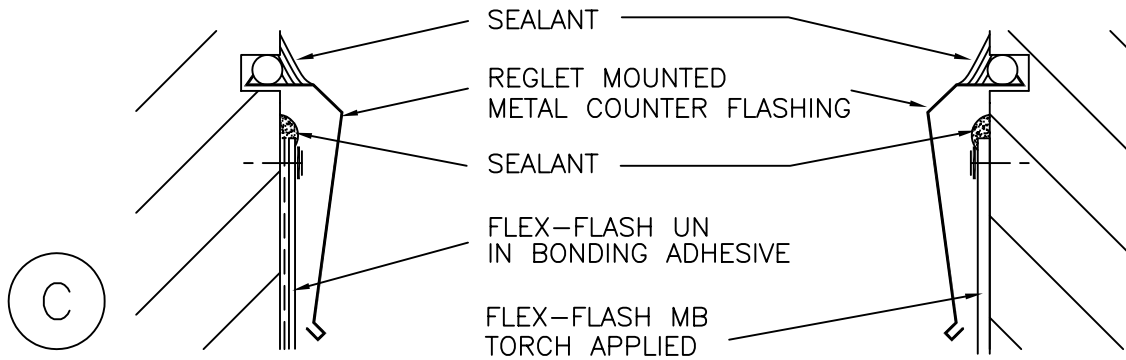 SEALANT
REGLET MOUNTED
METAL COUNTER FLASHING
SEALANT
FLEX-FLASH UN
IN BONDING ADHESIVE
C
FLEX-FLASH MB
TORCH APPLIED